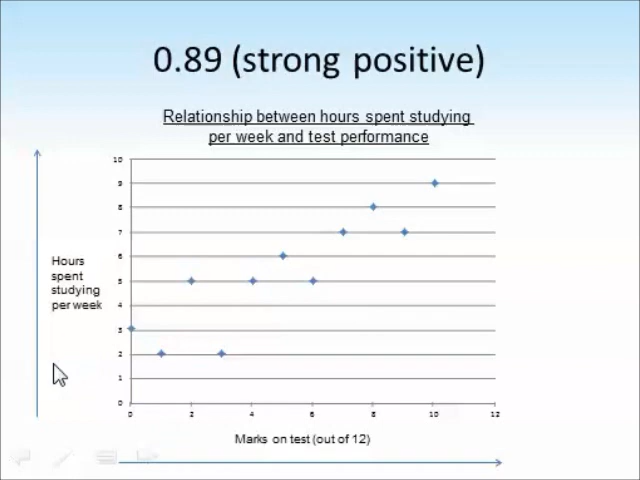 0.89 (strong positive)
Relationship between hours spent studying
per week and test performance
10
9
8
7
6
5
4
3
2
1
0
Hours
spent
studying
per week
0 2 4 6 8 10 12
Marks on test (out of 12)